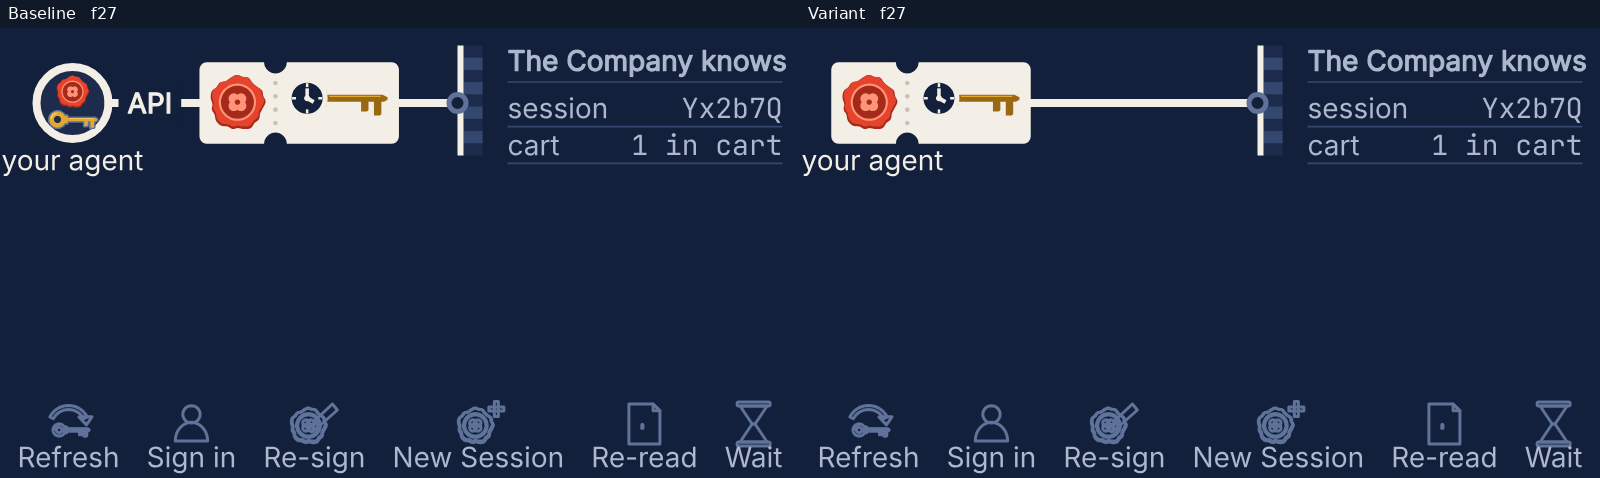 Baseline f27
API
your agent
The Company knows
session Yx2b7Q
cart 1 in cart
Refresh Sign in Re-sign New Session Re-read Wait
Variant f27
your agent
The Company knows
session Yx2b7Q
cart 1 in cart
Refresh Sign in Re-sign New Session Re-read Wait